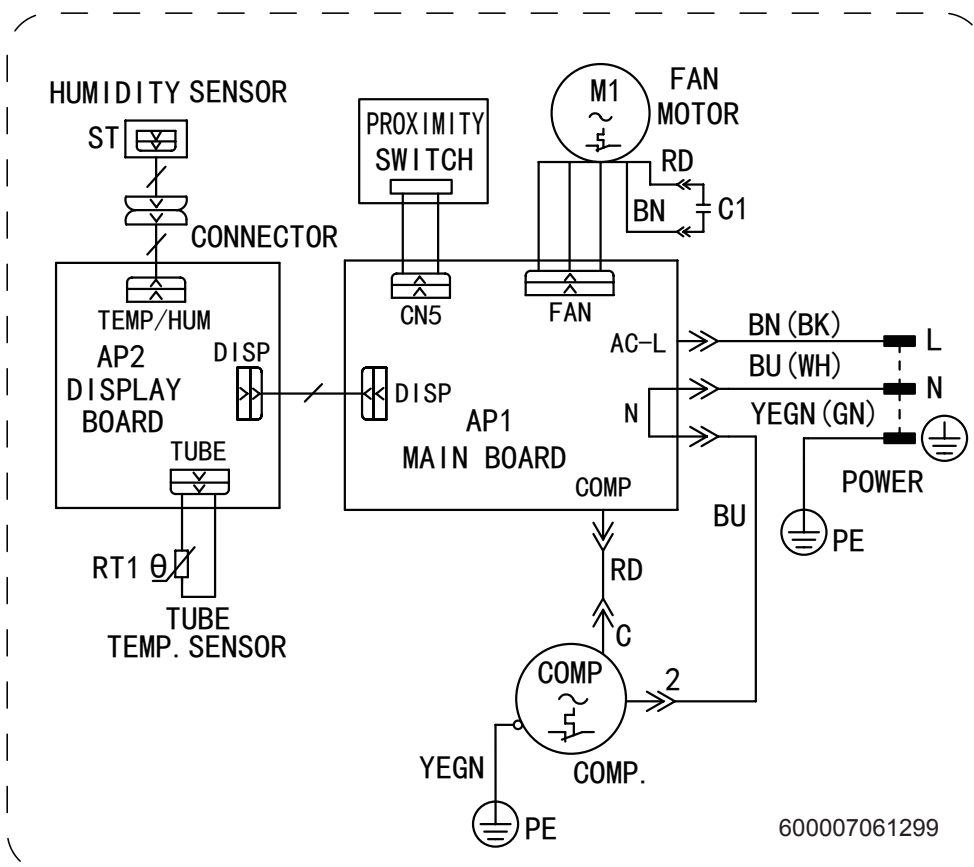 HUMIDITY SENSOR
ST
CONNECTOR
PROXIMITY
SWITCH
M1
FAN
MOTOR
RD
BN
C1
TEMP/HUM
AP2
DISPLAY
BOARD
DISP
TUBE
RT1 θ
TUBE
TEMP. SENSOR
CN5
FAN
DISP
AP1
MAIN BOARD
AC-L
N
COMP
BN(BK)
L
BU(WH)
N
YEGN(GN)
POWER
PE
BU
RD
C
COMP
2
COMP.
YEGN
PE
600007061299